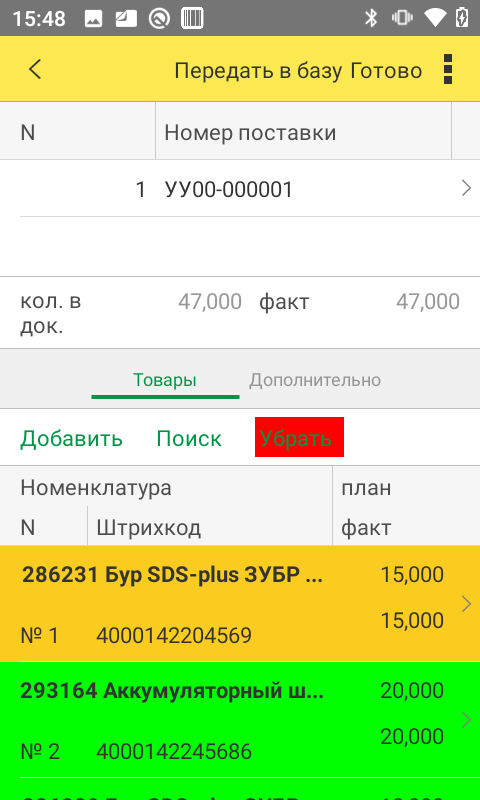 15:48
Передать в базу Готово
N Номер поставки
1 УУ00-000001
кол. в док. 47,000 факт 47,000
Товары Дополнительно
Добавить Поиск Убрать
Номенклатура план
N Штрихкод факт
286231 Бур SDS-plus ЗУБР ... 15,000
№ 1 4000142204569 15,000
293164 Аккумуляторный ш... 20,000
№ 2 4000142245686 20,000